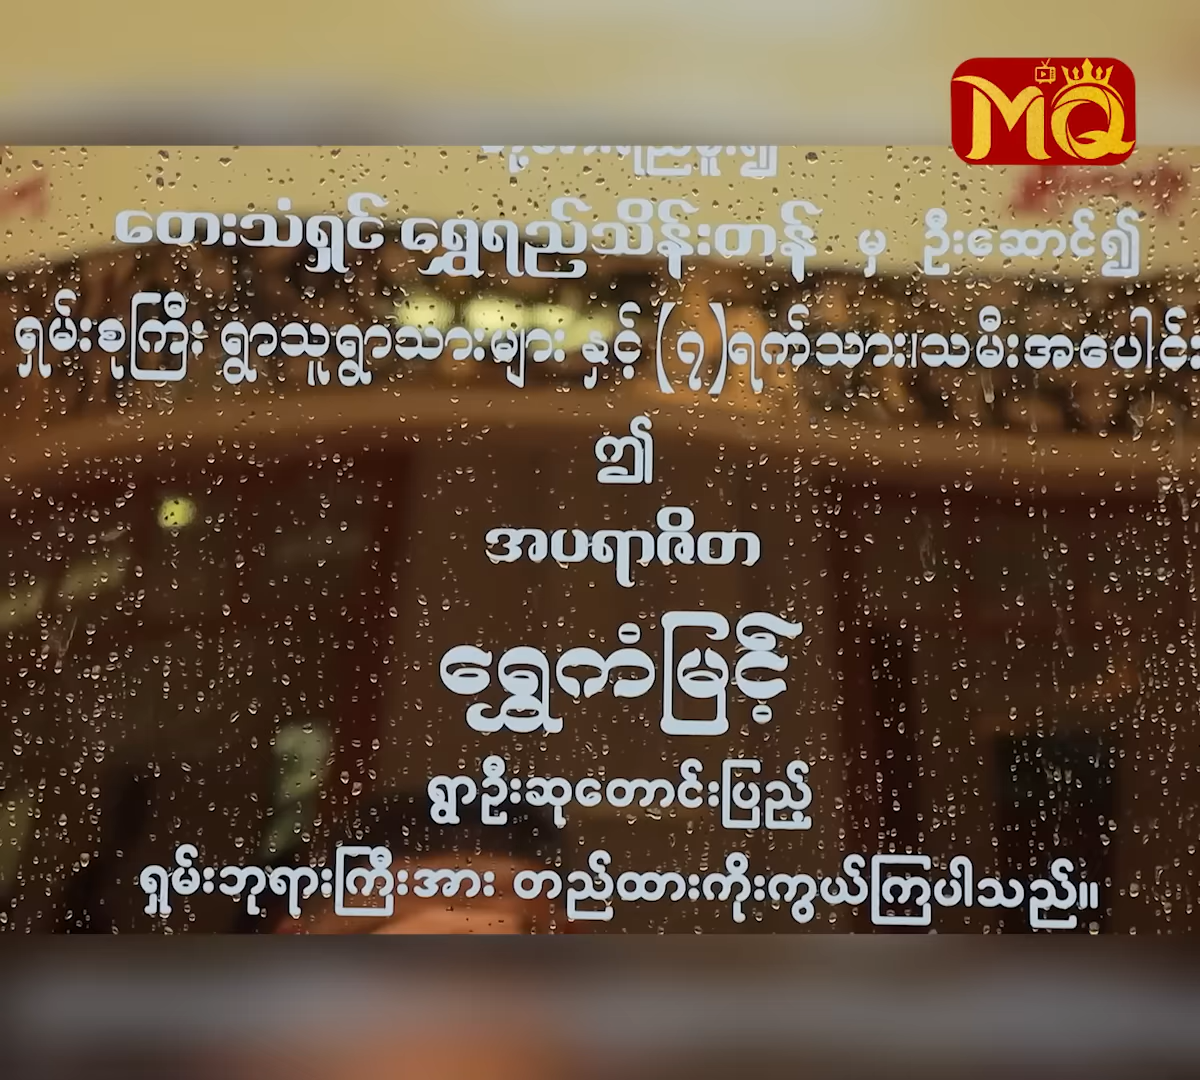 MQ
တေးသံရှင် ရွှေရည်သိန်းတန် မှ ဦးဆောင်၍
ရှမ်းစုကြီး ရွာသူရွာသားများ နှင့် (၇)ရက်သား၊သမီးအပေါင်း
ဤ
အပရာဇိတ
ရွှေကံမြင့်
ရွာဦးဆုတောင်းပြည့်
ရှမ်းဘုရားကြီးအား တည်ထားကိုးကွယ်ကြပါသည်။